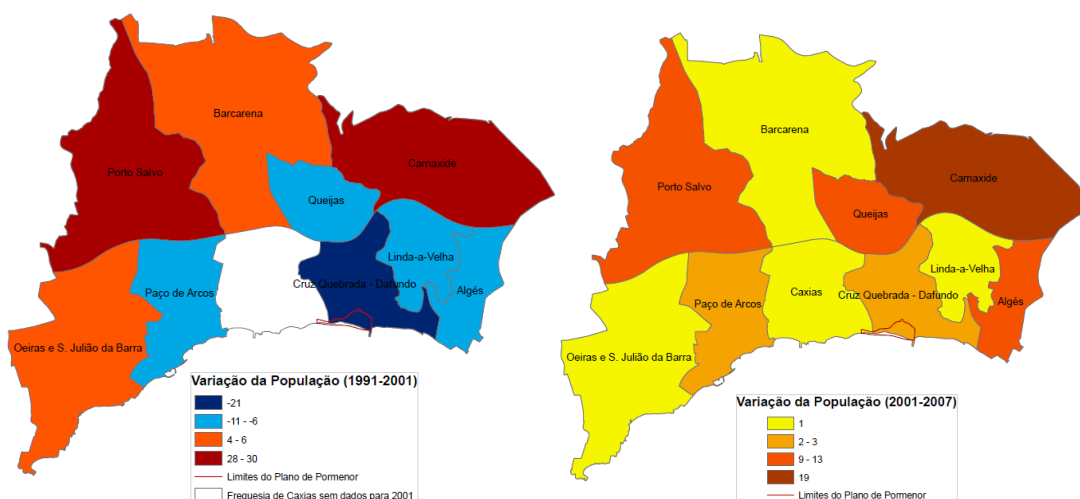 Barcarena
Carnaxide
Porto Salvo
Queijas
Linda-a-Velha
Cruz Quebrada - Dafundo
Algés
Paço de Arcos
Oeiras e S. Julião da Barra
Variação da População (1991-2001)
-21
-11 - -6
4 - 6
28 - 30
Limites do Plano de Pormenor
Freguesia de Caxias sem dados para 2001
Barcarena
Carnaxide
Porto Salvo
Queijas
Linda-a-Velha
Caxias
Cruz Quebrada - Dafundo
Algés
Paço de Arcos
Oeiras e S. Julião da Barra
Variação da População (2001-2007)
1
2 - 3
9 - 13
19
Limites do Plano de Pormenor